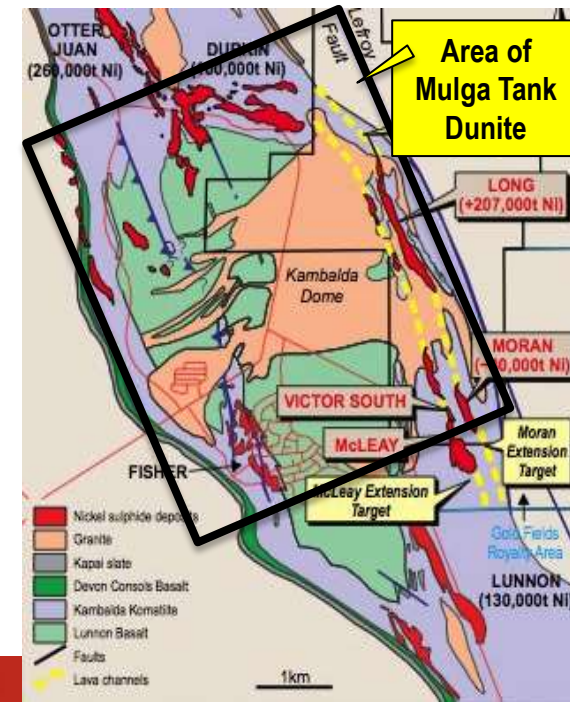 OTTER
JUAN
(260,000t Ni)
DURKIN
Lefroy
Fault
Area of
Mulga Tank
Dunite
LONG
(+207,000t Ni)
Kambalda
Dome
MORAN
VICTOR SOUTH
McLEAY
Moran
Extension
Target
FISHER
McLeay Extension
Target
Gold Fields
Royalty Area
LUNNON
(130,000t Ni)
Nickel sulphide deposits
Granite
Kapai slate
Devon Consols Basalt
Kambalda Komatiite
Lunnon Basalt
Faults
Lava channels
1km